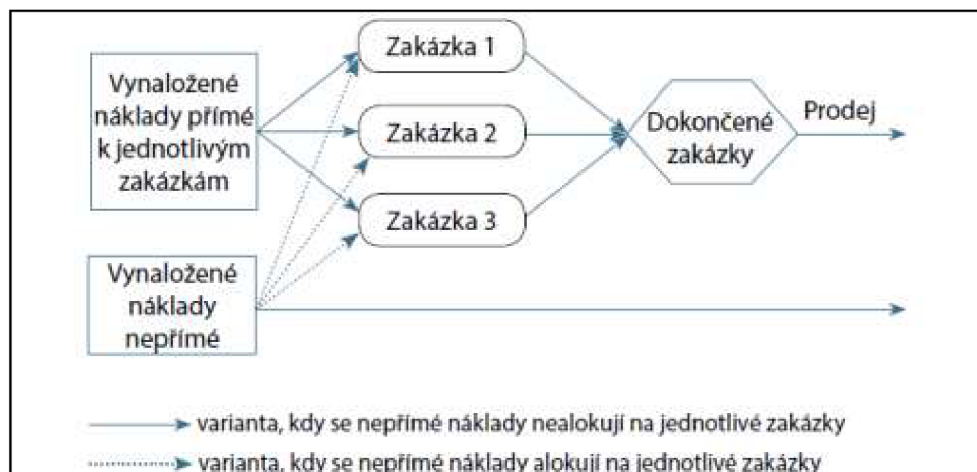 Vynaložené
náklady přímé
k jednotlivým
zakázkám
Zakázka 1
Zakázka 2
Zakázka 3
Dokončené
zakázky
Prodej
Vynaložené
náklady
nepřímé
varianta, kdy se nepřímé náklady nealokují na jednotlivé zakázky
varianta, kdy se nepřímé náklady alokují na jednotlivé zakázky